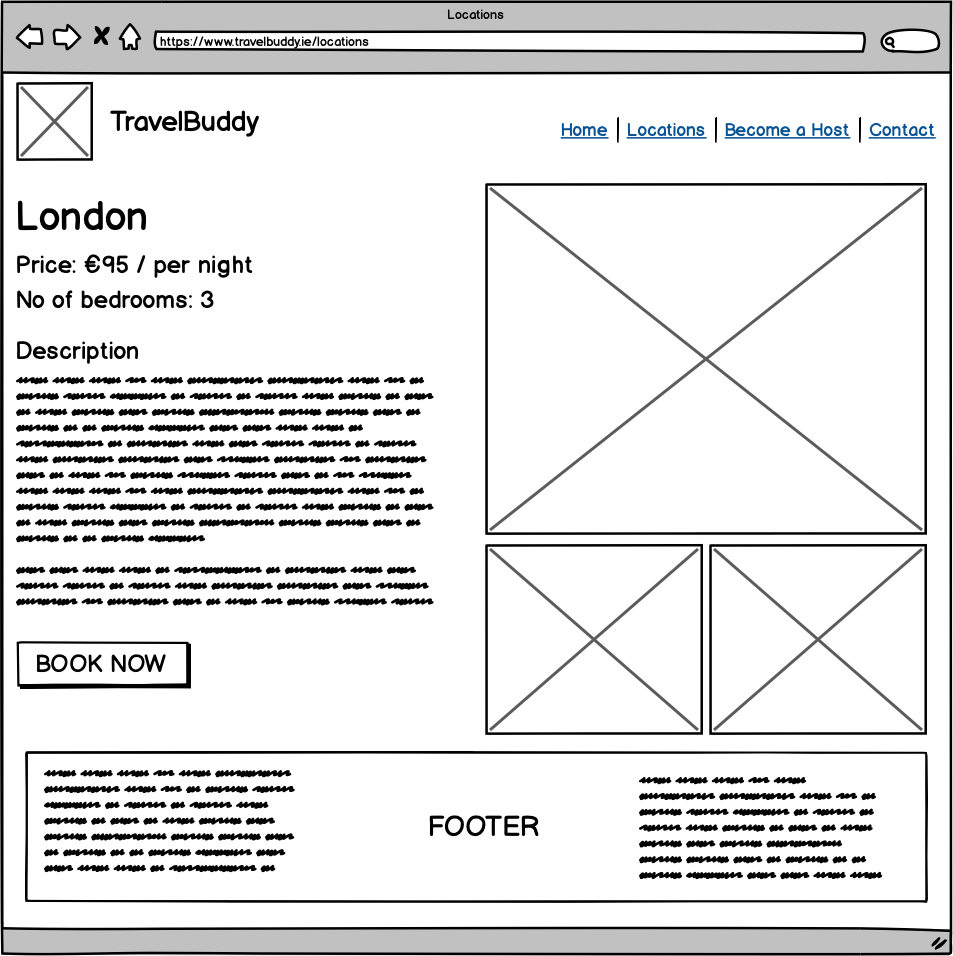 Locations
https://www.travelbuddy.ie/locations
TravelBuddy
Home | Locations | Become a Host | Contact
London
Price: €95 / per night
No of bedrooms: 3
Description
BOOK NOW
FOOTER